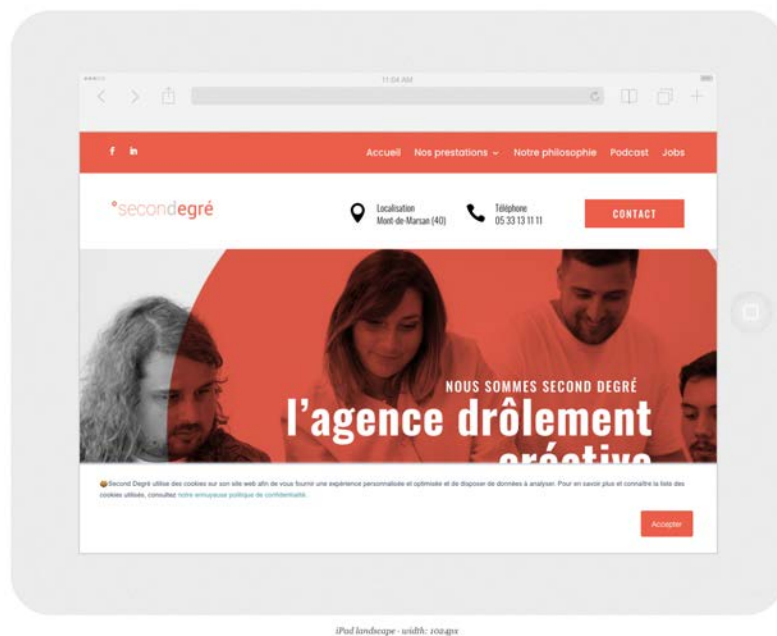 11:04 AM
f in
Accueil Nos prestations Notre philosophie Podcast Jobs
°secondegré
Localisation
Mont-de-Marsan (40)
Téléphone
05 33 13 11 11
CONTACT
NOUS SOMMES SECOND DEGRÉ
l'agence drôlement
créative
Second Degré utilise des cookies sur son site web afin de vous fournir une expérience personnalisée et optimisée et de disposer de données à analyser. Pour en savoir plus et connaître la liste des
cookies utilisés, consultez notre ennuyeuse politique de confidentialité.
Accepter
iPad landscape - width: 1024px